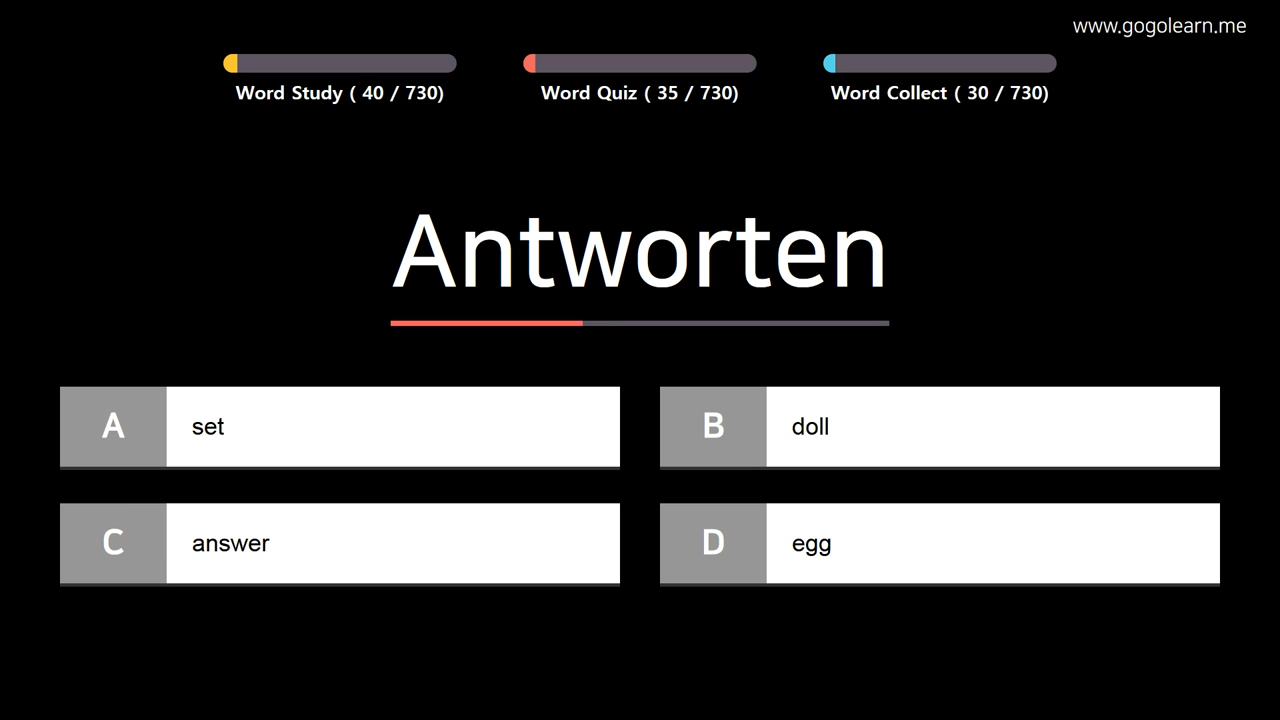 www.gogolearn.me
Word Study ( 40 / 730)
Word Quiz ( 35 / 730)
Word Collect ( 30 / 730)
Antworten
A
set
B
doll
C
answer
D
egg